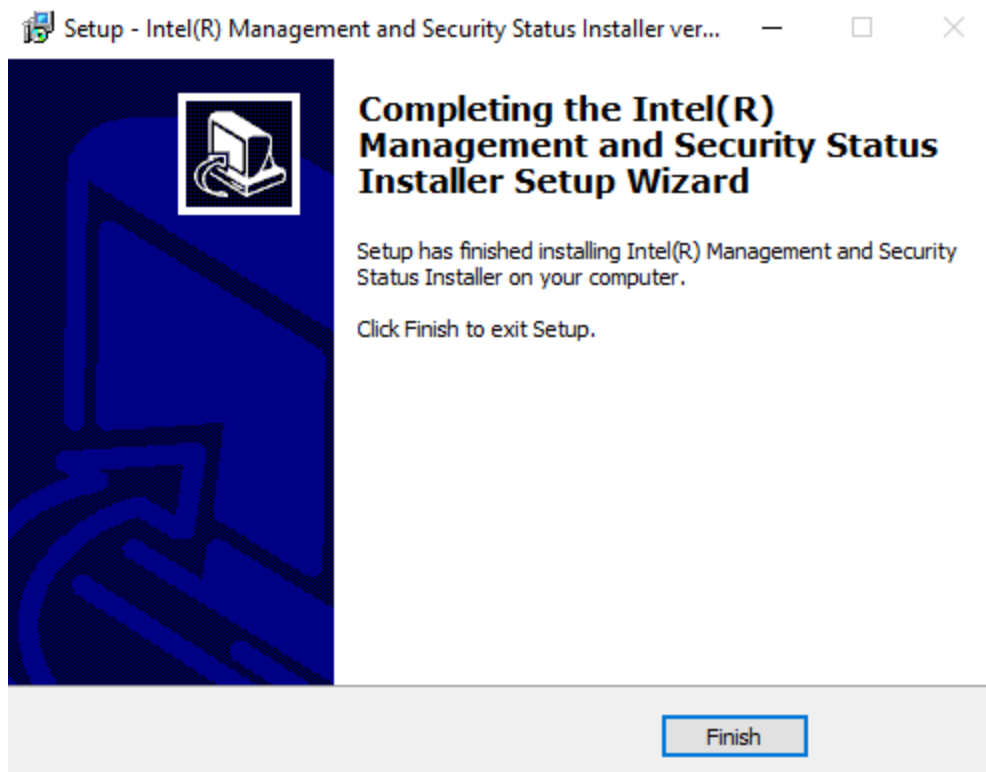 Setup - Intel(R) Management and Security Status Installer ver...
Completing the Intel(R)
Management and Security Status
Installer Setup Wizard
Setup has finished installing Intel(R) Management and Security
Status Installer on your computer.
Click Finish to exit Setup.
Finish